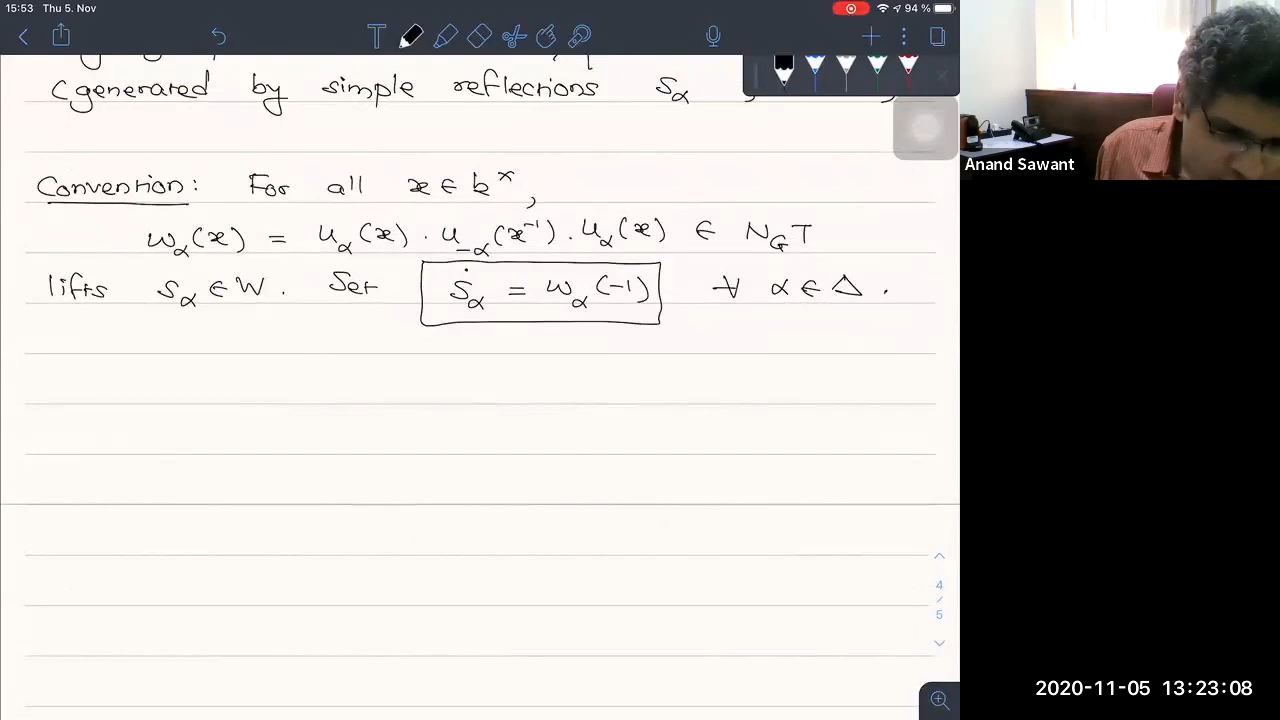 15:53 Thu 5. Nov 94 %
(generated by simple reflections s_α , ,
Convention: For all x ∈ k^×,
w_α(x) = u_α(x) · u_{-α}(x^{-1}) · u_α(x) ∈ N_G T
lifts s_α ∈ W. Set ṡ_α = w_α(-1) ∀ α ∈ Δ.
Anand Sawant
4
5
2020-11-05 13:23:08